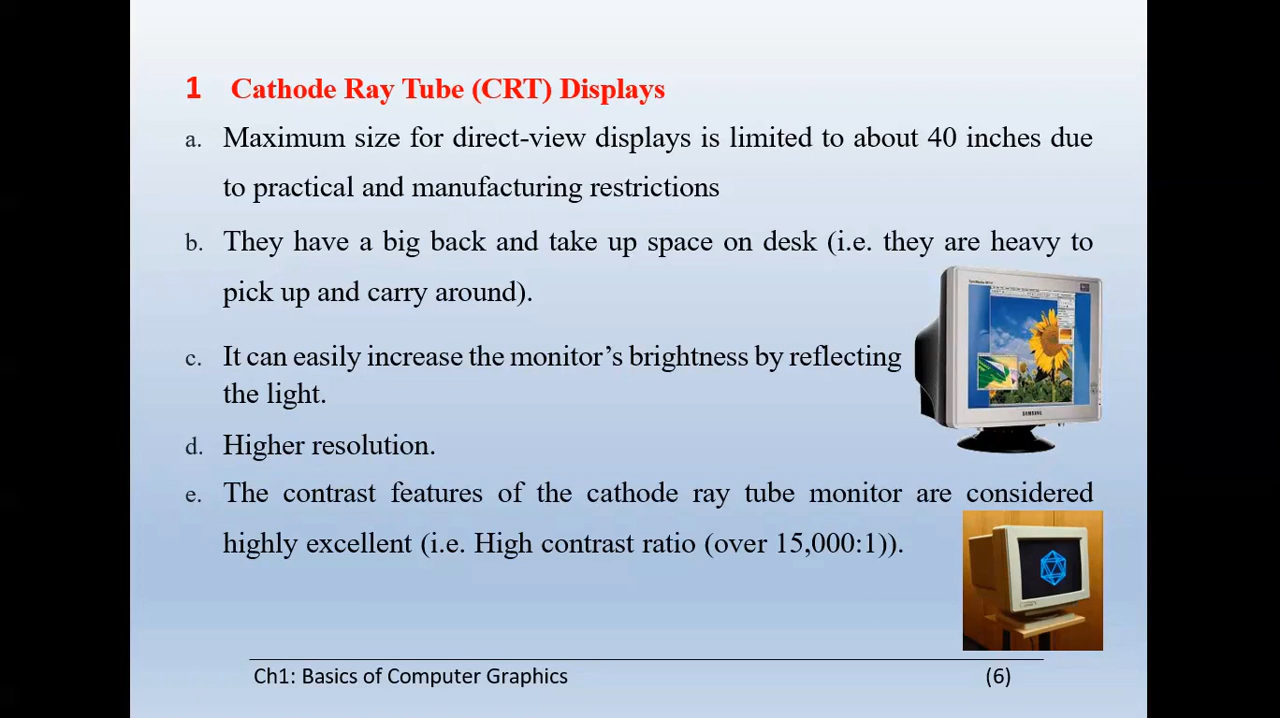 1 Cathode Ray Tube (CRT) Displays
a. Maximum size for direct-view displays is limited to about 40 inches due
to practical and manufacturing restrictions
b. They have a big back and take up space on desk (i.e. they are heavy to
pick up and carry around).
c. It can easily increase the monitor’s brightness by reflecting
the light.
SAMSUNG
d. Higher resolution.
e. The contrast features of the cathode ray tube monitor are considered
highly excellent (i.e. High contrast ratio (over 15,000:1)).
Ch1: Basics of Computer Graphics (6)